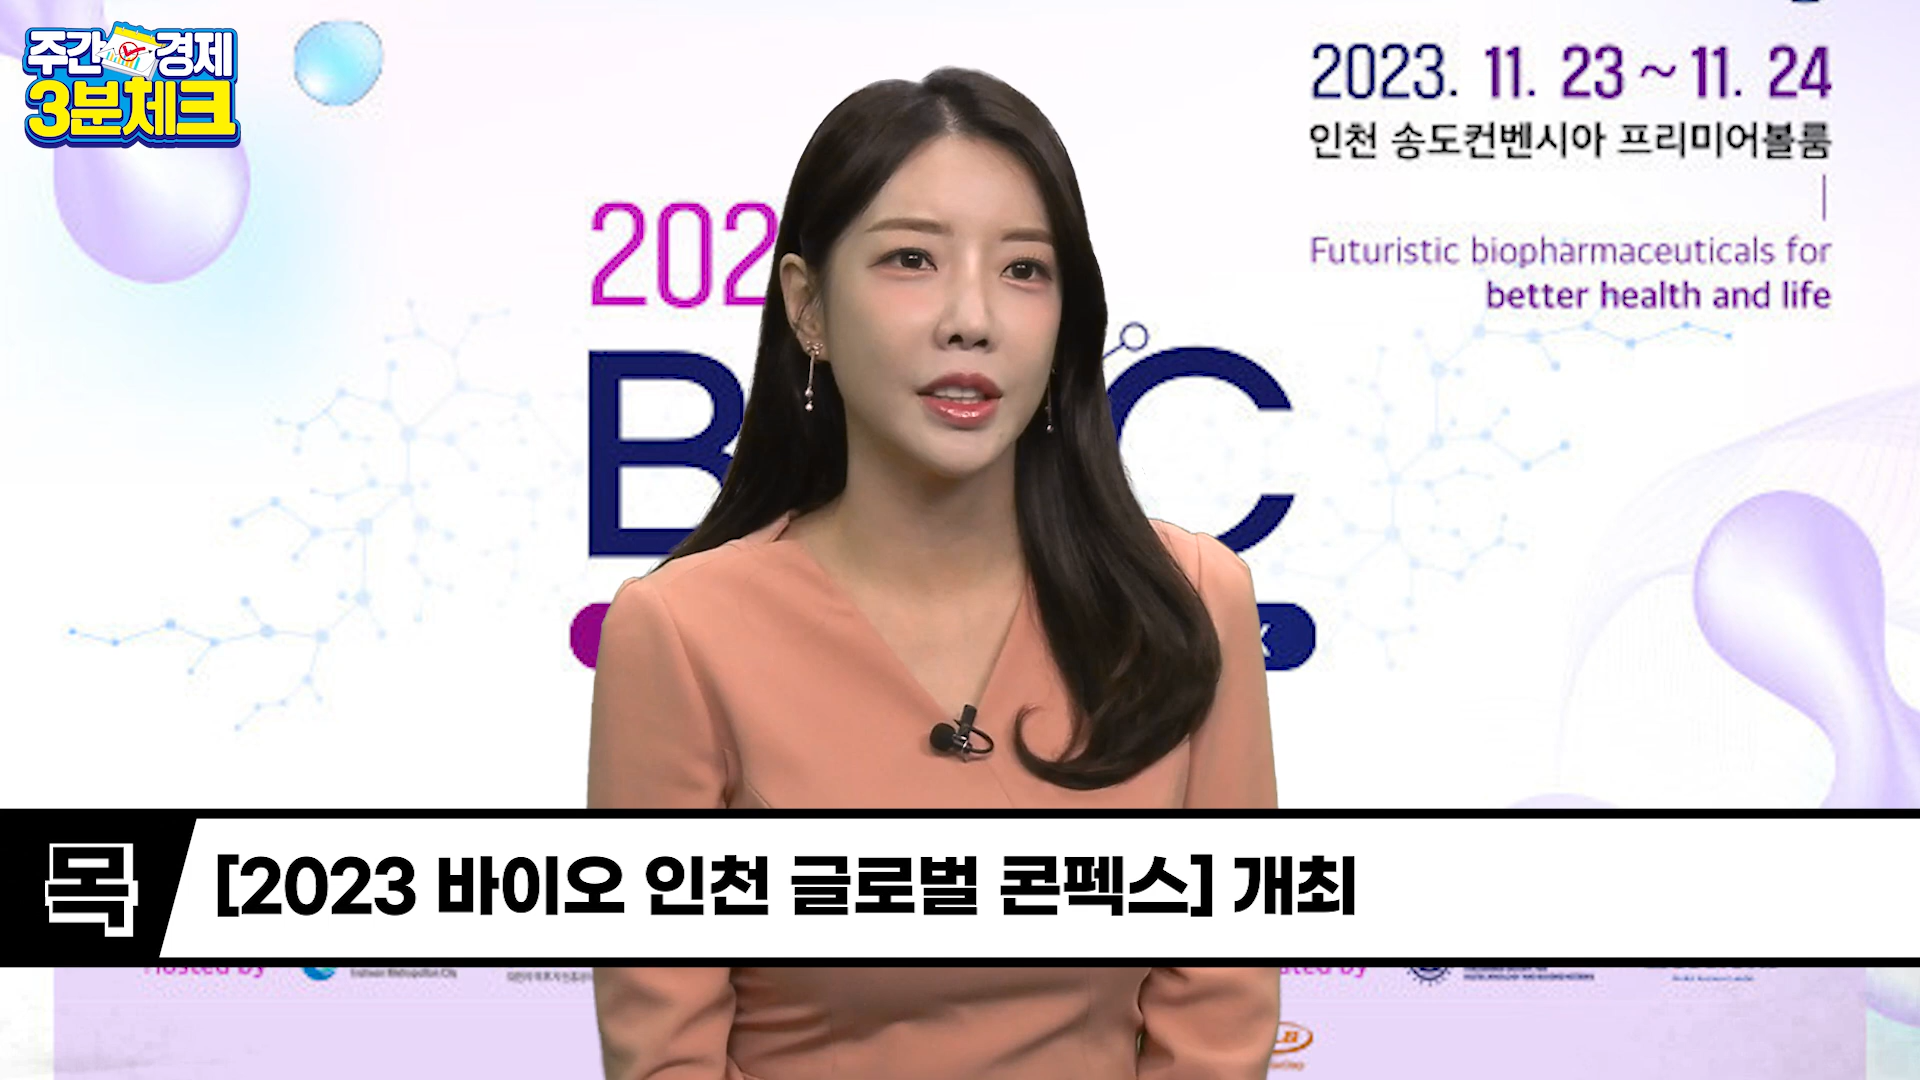 주간 경제
3분체크
2023. 11. 23 ~ 11. 24
인천 송도컨벤시아 프리미어볼룸
Futuristic biopharmaceuticals for
better health and life
202
B C
목
[2023 바이오 인천 글로벌 콘펙스] 개최
Hosted by